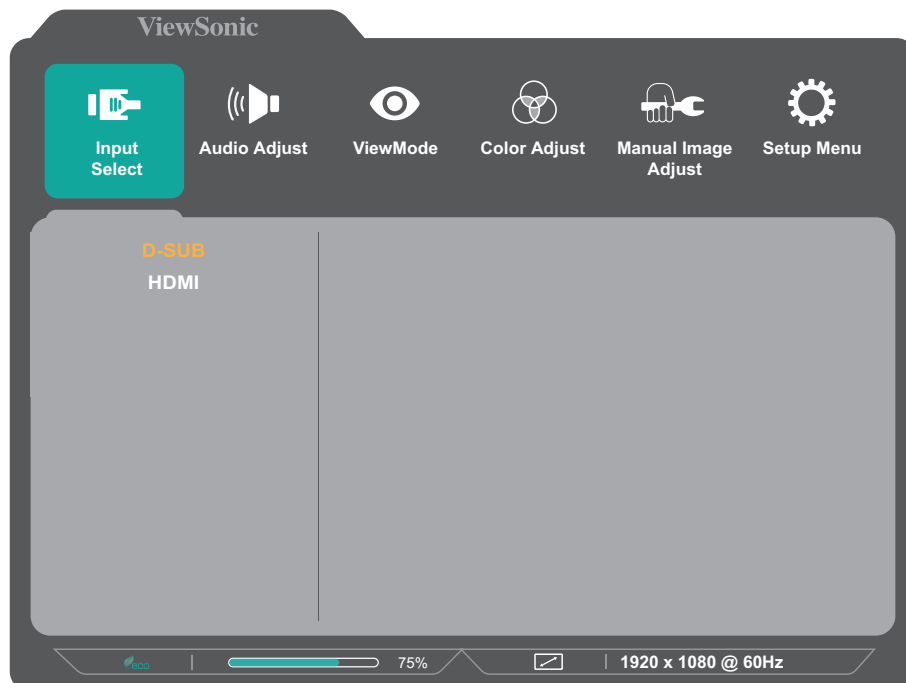 ViewSonic
Input Select
Audio Adjust
ViewMode
Color Adjust
Manual Image Adjust
Setup Menu
D-SUB
HDMI
ECO
75%
1920 x 1080 @ 60Hz